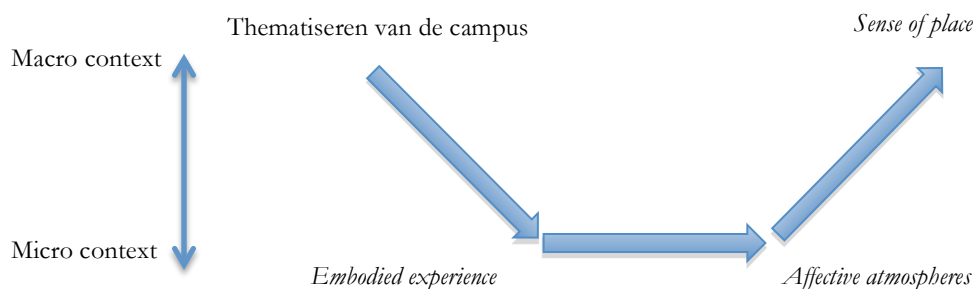 Thematiseren van de campus
Sense of place
Macro context
Micro context
Embodied experience
Affective atmospheres